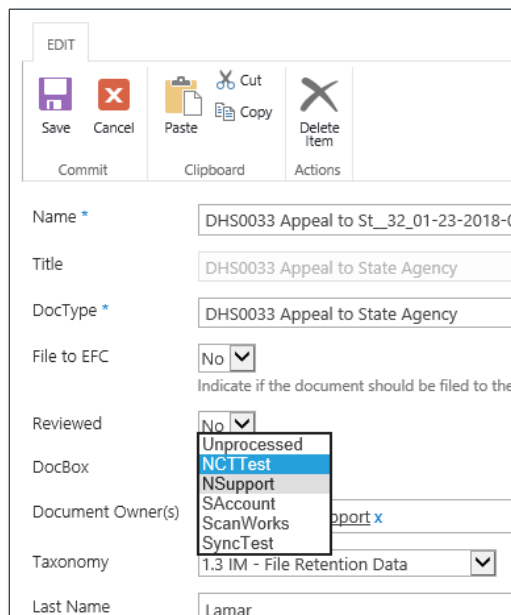 EDIT
Save Cancel Paste Cut Copy Delete Item
Commit Clipboard Actions
Name * DHS0033 Appeal to St__32_01-23-2018-0
Title DHS0033 Appeal to State Agency
DocType * DHS0033 Appeal to State Agency
File to EFC No
Indicate if the document should be filed to the
Reviewed No
Unprocessed
DocBox NCTTest
NSupport
SAccount
Document Owner(s) pport x
ScanWorks
SyncTest
Taxonomy 1.3 IM - File Retention Data
Last Name Lamar